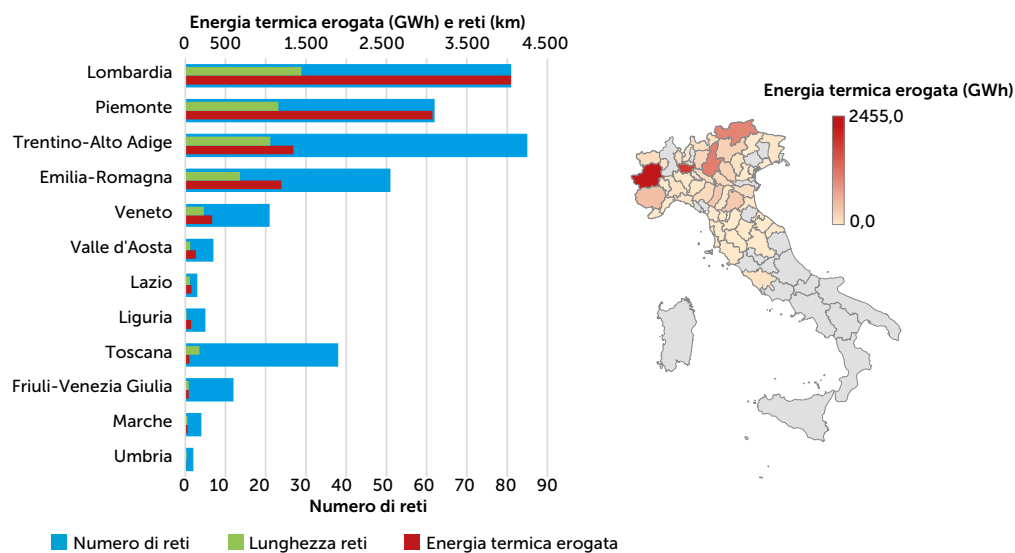 Energia termica erogata (GWh) e reti (km)
0 500 1.500 2.500 3.500 4.500
Lombardia
Piemonte
Trentino-Alto Adige
Emilia-Romagna
Veneto
Valle d'Aosta
Lazio
Liguria
Toscana
Friuli-Venezia Giulia
Marche
Umbria
0 10 20 30 40 50 60 70 80 90
Numero di reti
Numero di reti Lunghezza reti Energia termica erogata
Energia termica erogata (GWh)
2455,0
0,0